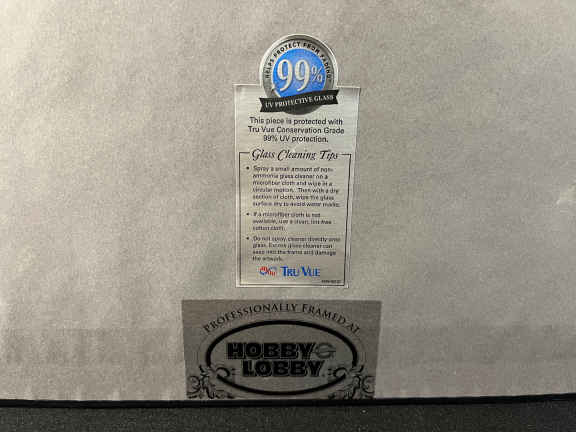 HELPS PROTECT FROM FADING
99%
UV PROTECTIVE GLASS
This piece is protected with
Tru Vue Conservation Grade
99% UV protection.
Glass Cleaning Tips
• Spray a small amount of non-
ammonia glass cleaner on a
microfiber cloth and wipe in a
circular motion. Then with a dry
section of cloth, wipe the glass
surface dry to avoid water marks.
• If a microfiber cloth is not
available, use a clean, lint-free
cotton cloth.
• Do not spray cleaner directly onto
glass. Excess glass cleaner can
seep into the frame and damage
the artwork.
TRU VUE
PROFESSIONALLY FRAMED AT
HOBBY
LOBBY